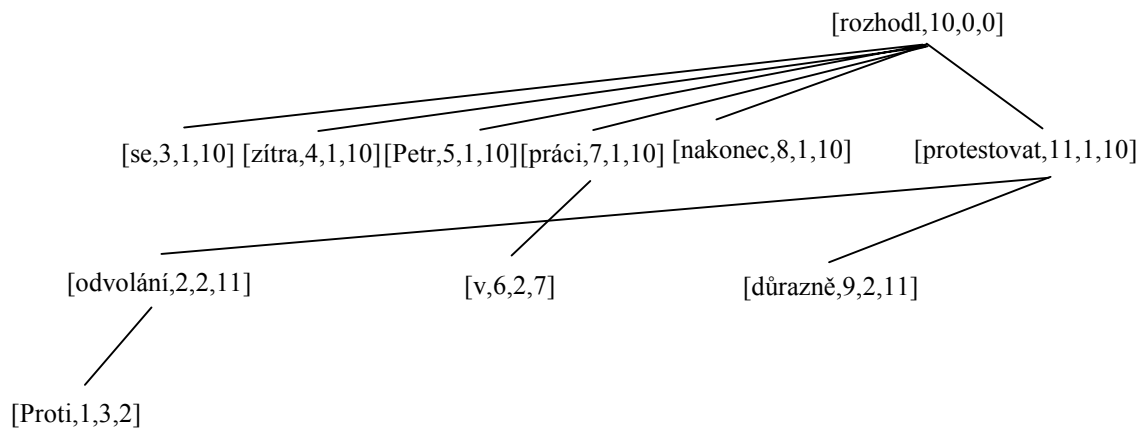 [rozhodl,10,0,0]
[se,3,1,10] [zítra,4,1,10] [Petr,5,1,10] [práci,7,1,10] [nakonec,8,1,10] [protestovat,11,1,10]
[odvolání,2,2,11] [v,6,2,7] [důrazně,9,2,11]
[Proti,1,3,2]